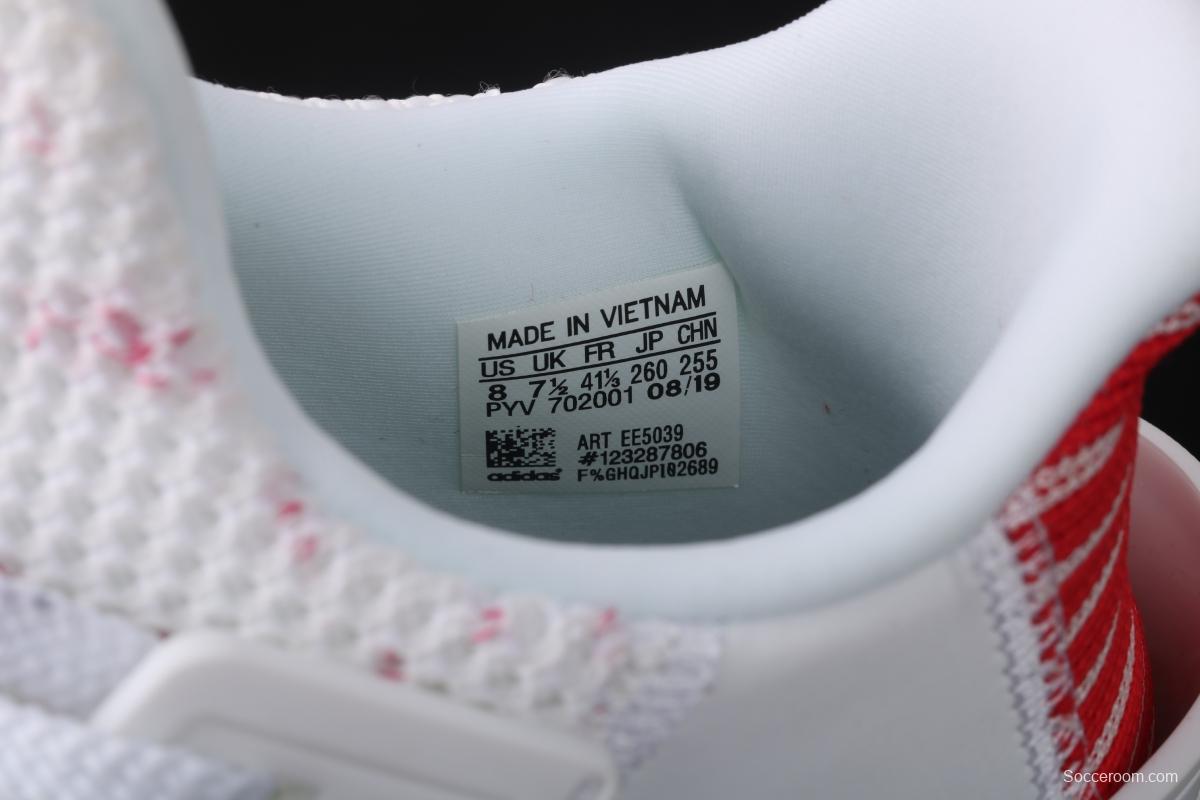 MADE IN VIETNAM
US UK FR JP CHN
8 7½ 41⅓ 260 255
PYV 702001 08/19
ART EE5039
#123287806
adidas F%GHQJPI02689
Socceroom.com